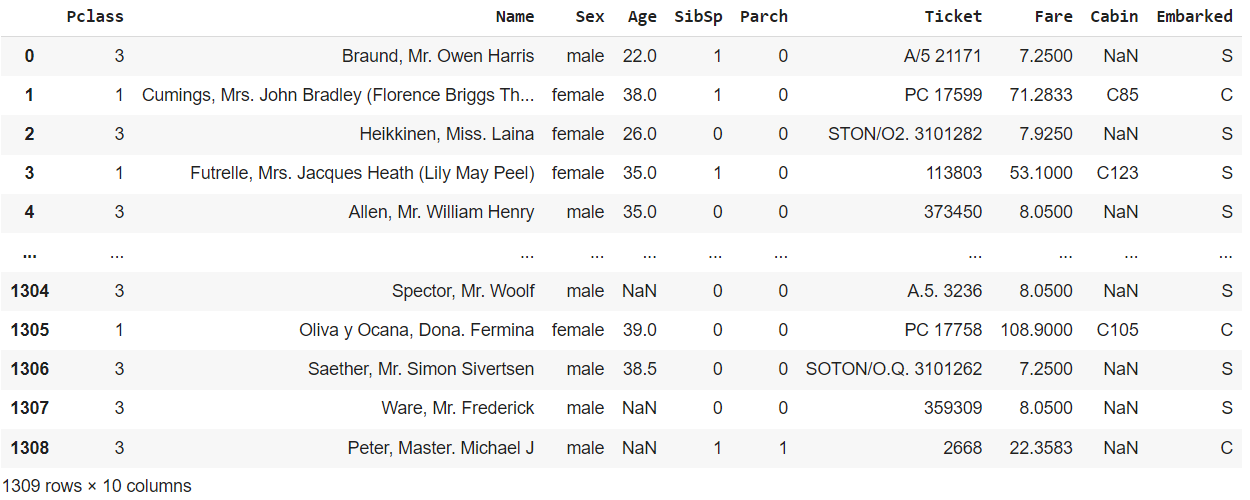 Pclass Name Sex Age SibSp Parch Ticket Fare Cabin Embarked
0 3 Braund, Mr. Owen Harris male 22.0 1 0 A/5 21171 7.2500 NaN S
1 1 Cumings, Mrs. John Bradley (Florence Briggs Th... female 38.0 1 0 PC 17599 71.2833 C85 C
2 3 Heikkinen, Miss. Laina female 26.0 0 0 STON/O2. 3101282 7.9250 NaN S
3 1 Futrelle, Mrs. Jacques Heath (Lily May Peel) female 35.0 1 0 113803 53.1000 C123 S
4 3 Allen, Mr. William Henry male 35.0 0 0 373450 8.0500 NaN S
... ... ... ... ... ... ... ... ... ... ...
1304 3 Spector, Mr. Woolf male NaN 0 0 A.5. 3236 8.0500 NaN S
1305 1 Oliva y Ocana, Dona. Fermina female 39.0 0 0 PC 17758 108.9000 C105 C
1306 3 Saether, Mr. Simon Sivertsen male 38.5 0 0 SOTON/O.Q. 3101262 7.2500 NaN S
1307 3 Ware, Mr. Frederick male NaN 0 0 359309 8.0500 NaN S
1308 3 Peter, Master. Michael J male NaN 1 1 2668 22.3583 NaN C
1309 rows × 10 columns